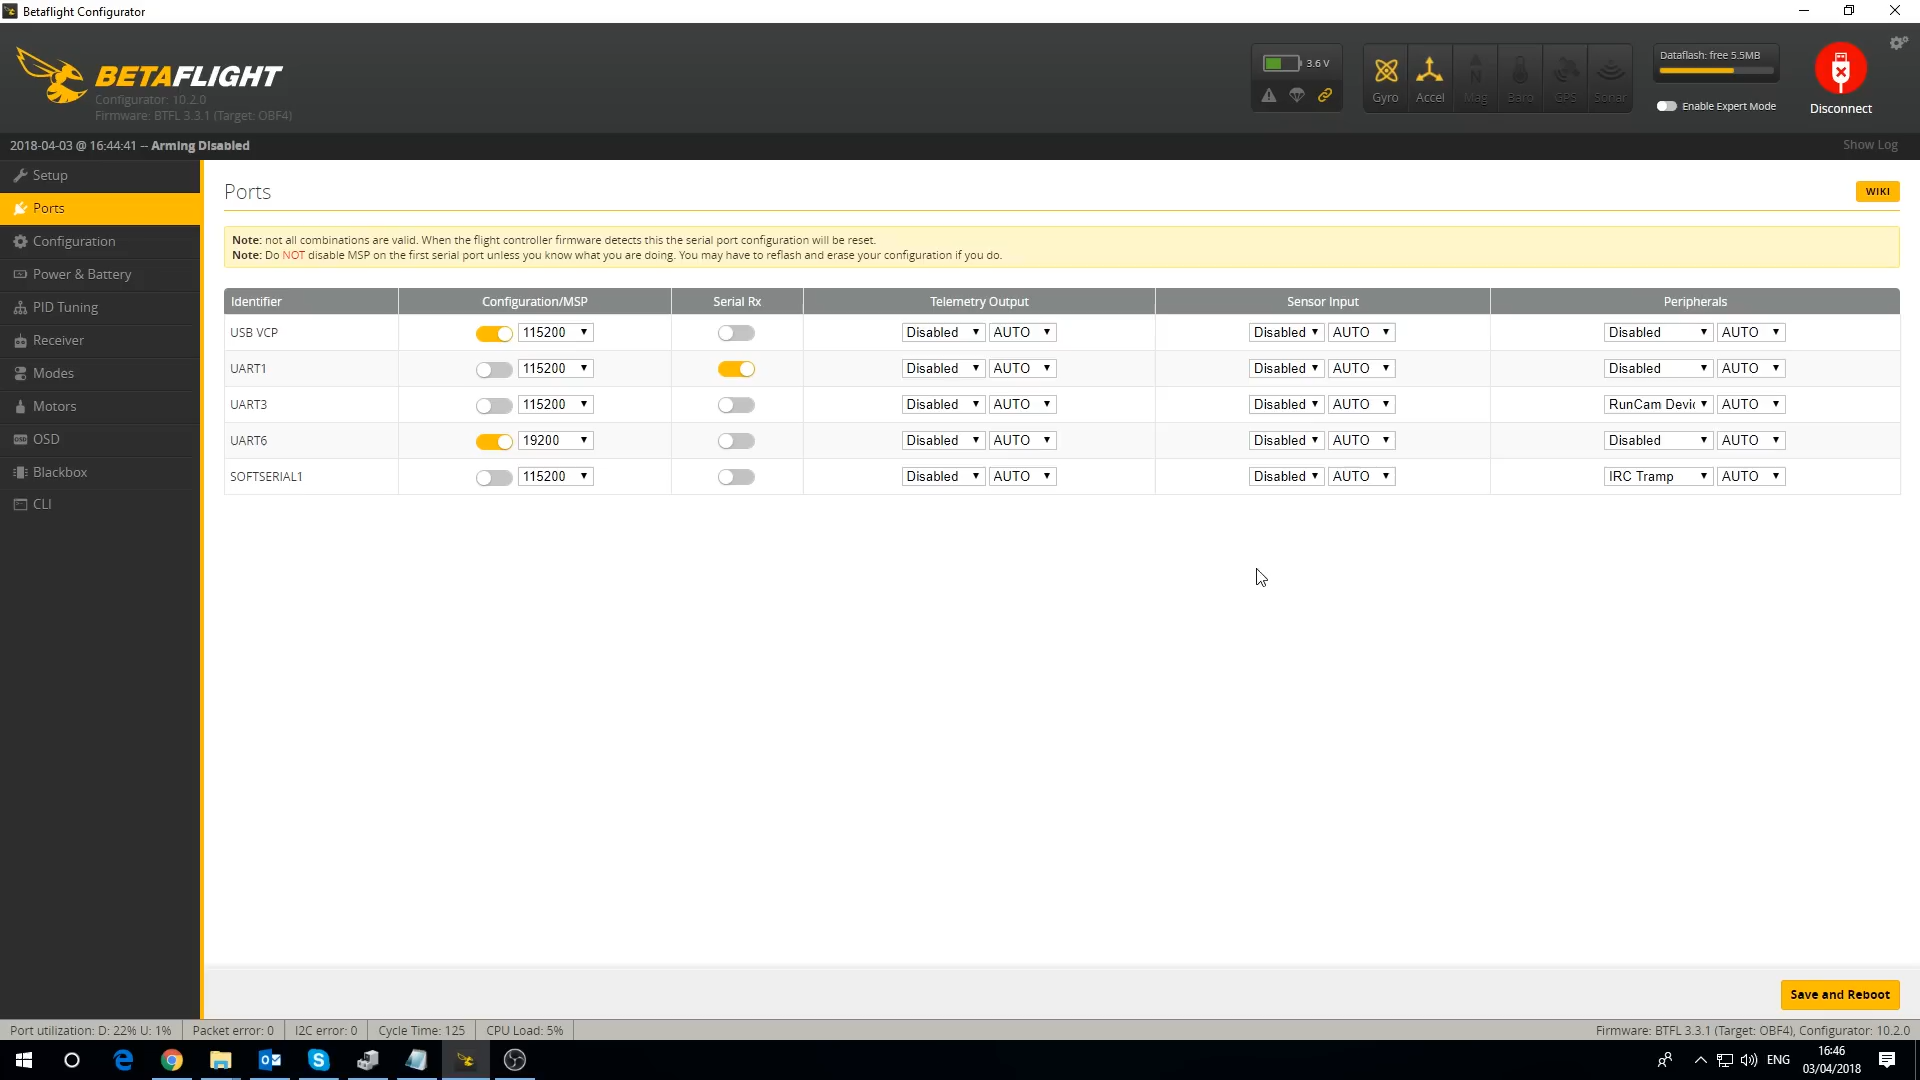 Betaflight Configurator
BETAFLIGHT
Configurator: 10.2.0
Firmware: BTFL 3.3.1 (Target: OBF4)
3.6 V
Gyro Accel Mag Baro GPS Sonar
Dataflash: free 5.5MB
Enable Expert Mode
Disconnect
2018-04-03 @ 16:44:41 -- Arming Disabled
Show Log
Setup
Ports
Configuration
Power & Battery
PID Tuning
Receiver
Modes
Motors
OSD
Blackbox
CLI
Ports
WIKI
Note: not all combinations are valid. When the flight controller firmware detects this the serial port configuration will be reset.
Note: Do NOT disable MSP on the first serial port unless you know what you are doing. You may have to reflash and erase your configuration if you do.
Identifier Configuration/MSP Serial Rx Telemetry Output Sensor Input Peripherals
USB VCP 115200 Disabled AUTO Disabled AUTO Disabled AUTO
UART1 115200 Disabled AUTO Disabled AUTO Disabled AUTO
UART3 115200 Disabled AUTO Disabled AUTO RunCam Devic AUTO
UART6 19200 Disabled AUTO Disabled AUTO Disabled AUTO
SOFTSERIAL1 115200 Disabled AUTO Disabled AUTO IRC Tramp AUTO
Save and Reboot
Port utilization: D: 22% U: 1% Packet error: 0 I2C error: 0 Cycle Time: 125 CPU Load: 5%
Firmware: BTFL 3.3.1 (Target: OBF4), Configurator: 10.2.0
ENG
16:46
03/04/2018